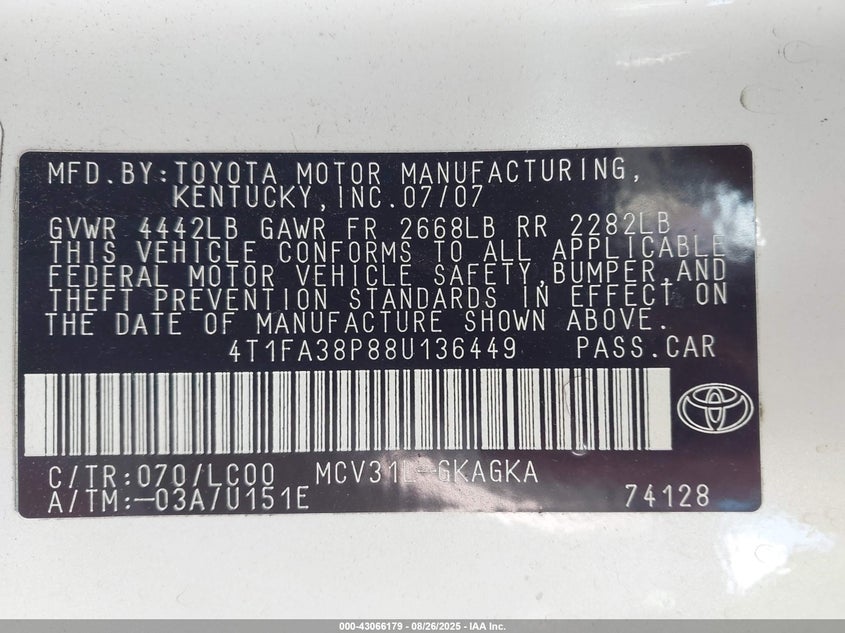 MFD.BY:TOYOTA MOTOR MANUFACTURING,
KENTUCKY,INC.07/07
GVWR 4442LB GAWR FR 2668LB RR 2282LB
THIS VEHICLE CONFORMS TO ALL APPLICABLE
FEDERAL MOTOR VEHICLE SAFETY,BUMPER,AND
THEFT PREVENTION STANDARDS IN EFFECT ON
THE DATE OF MANUFACTURE SHOWN ABOVE.
4T1FA38P88U136449 PASS.CAR
C/TR:070/LC00 MCV31L-GKAGKA
A/TM:-03A/U151E 74128
000-43066179 | 08/26/2025 - IAA Inc.